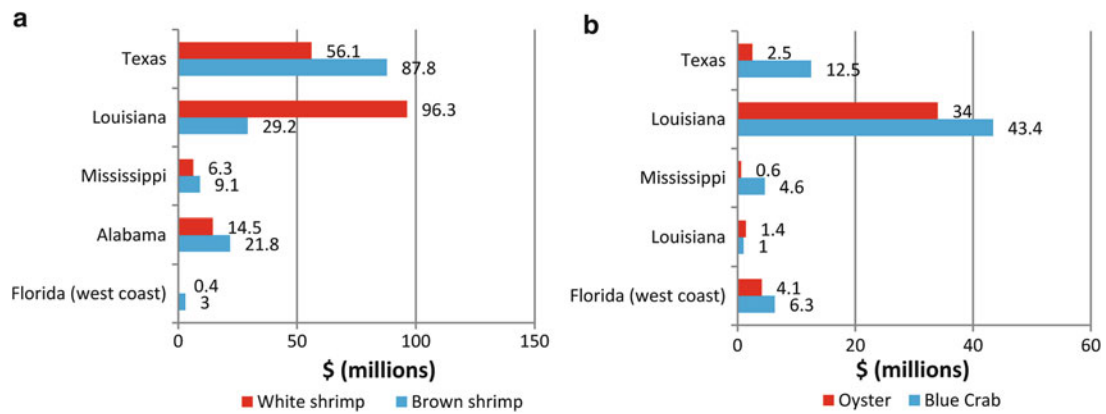 a
Texas
56.1
87.8
Louisiana
96.3
29.2
Mississippi
6.3
9.1
Alabama
14.5
21.8
Florida (west coast)
0.4
3
0 50 100 150
$ (millions)
White shrimp Brown shrimp
b
Texas
2.5
12.5
Louisiana
34
43.4
Mississippi
0.6
4.6
Louisiana
1.4
1
Florida (west coast)
4.1
6.3
0 20 40 60
$ (millions)
Oyster Blue Crab